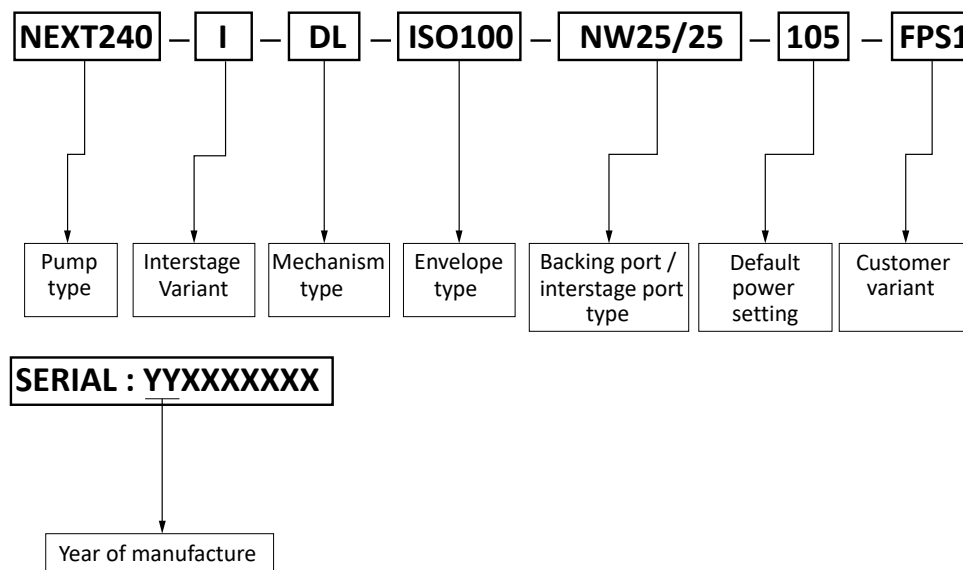 NEXT240 – I – DL – ISO100 – NW25/25 – 105 – FPS1
Pump
type
Interstage
Variant
Mechanism
type
Envelope
type
Backing port /
interstage port
type
Default
power
setting
Customer
variant
SERIAL : YYXXXXXXX
Year of manufacture